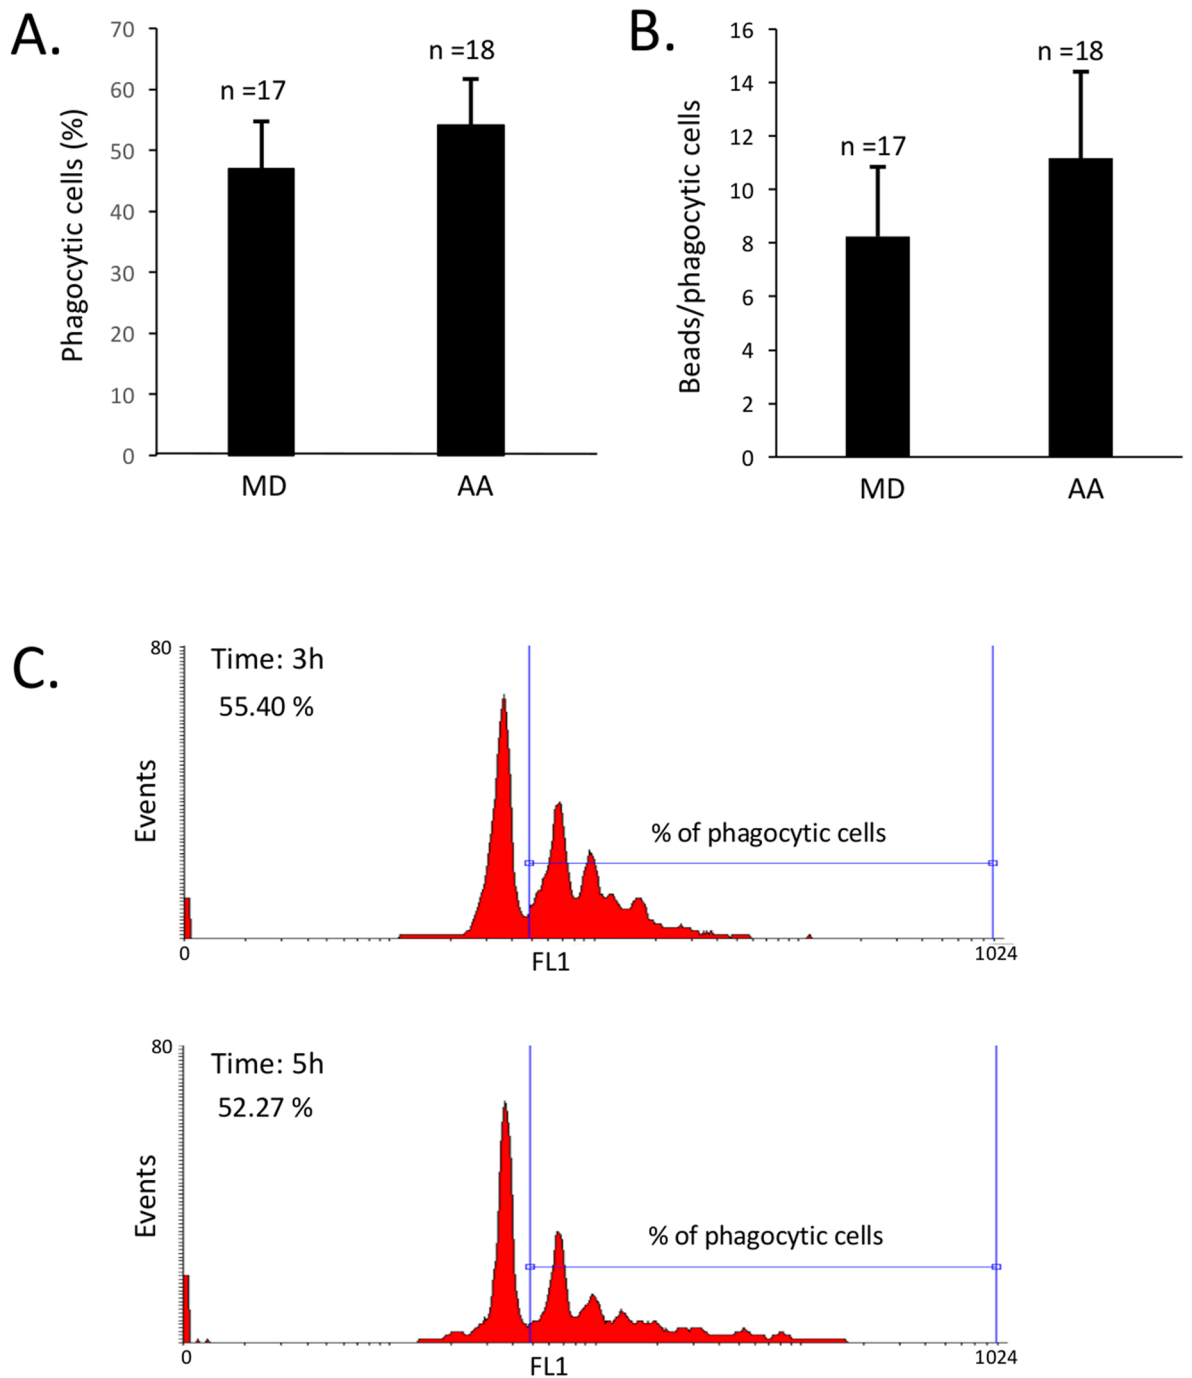 A.
Phagocytic cells (%)
70
60
50
40
30
20
10
0
n =17
n =18
MD
AA
B.
Beads/phagocytic cells
16
14
12
10
8
6
4
2
0
n =17
n =18
MD
AA
C.
80
Time: 3h
55.40 %
Events
% of phagocytic cells
0
FL1
1024
80
Time: 5h
52.27 %
Events
% of phagocytic cells
0
FL1
1024